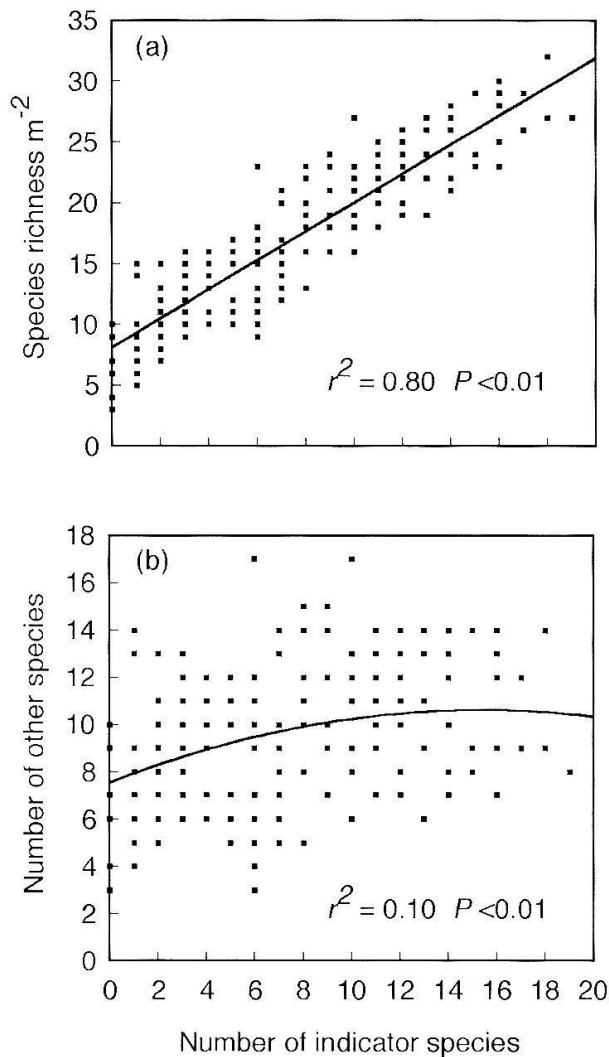 (a)
Species richness m⁻²
35
30
25
20
15
10
5
0
r² = 0.80 P <0.01
(b)
Number of other species
18
16
14
12
10
8
6
4
2
0
r² = 0.10 P <0.01
0 2 4 6 8 10 12 14 16 18 20
Number of indicator species